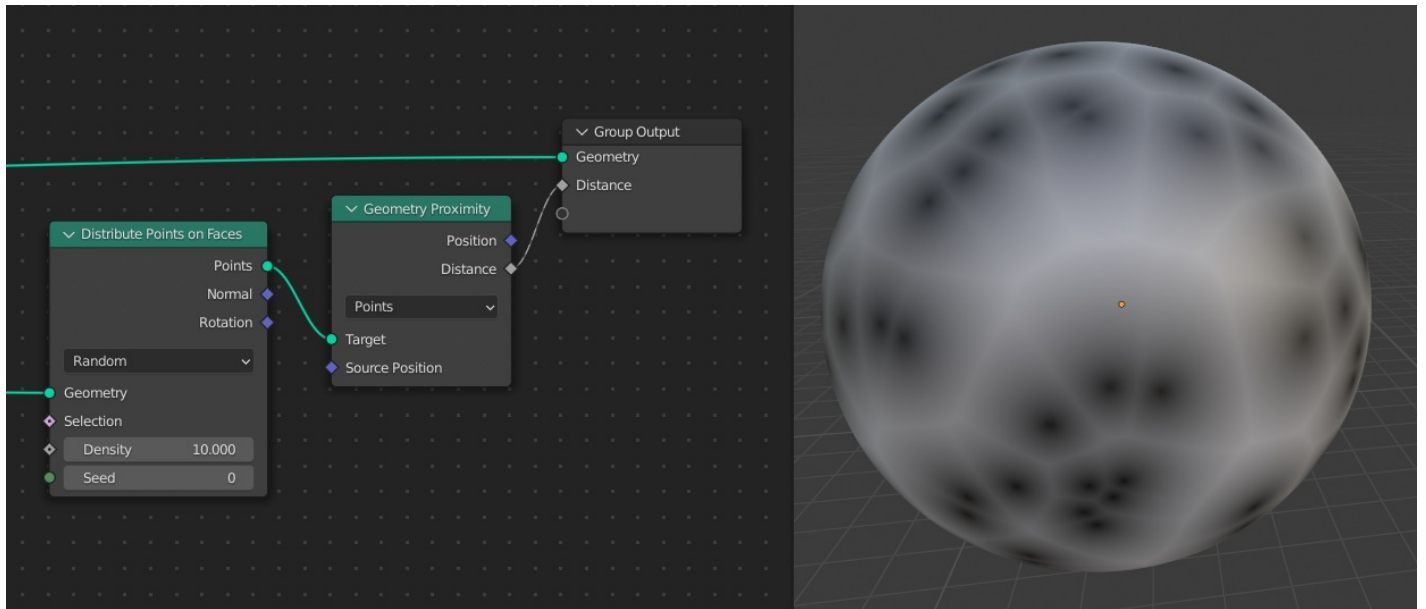 Group Output
Geometry
Distance
Geometry Proximity
Position
Distance
Points
Target
Source Position
Distribute Points on Faces
Points
Normal
Rotation
Random
Geometry
Selection
Density 10.000
Seed 0